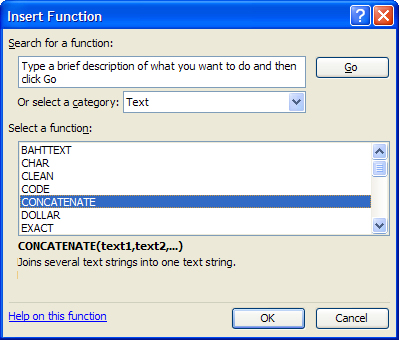 Insert Function
Search for a function:
Type a brief description of what you want to do and then
click Go
Go
Or select a category: Text
Select a function:
BAHTTEXT
CHAR
CLEAN
CODE
CONCATENATE
DOLLAR
EXACT
CONCATENATE(text1,text2,...)
Joins several text strings into one text string.
Help on this function
OK
Cancel